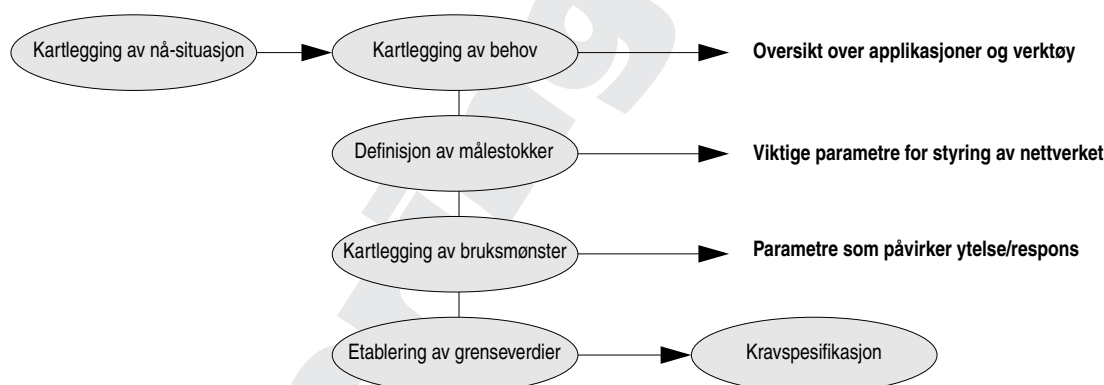 Kartlegging av nå-situasjon
Kartlegging av behov
Oversikt over applikasjoner og verktøy
Definisjon av målestokker
Viktige parametre for styring av nettverket
Kartlegging av bruksmønster
Parametre som påvirker ytelse/respons
Etablering av grenseverdier
Kravspesifikasjon